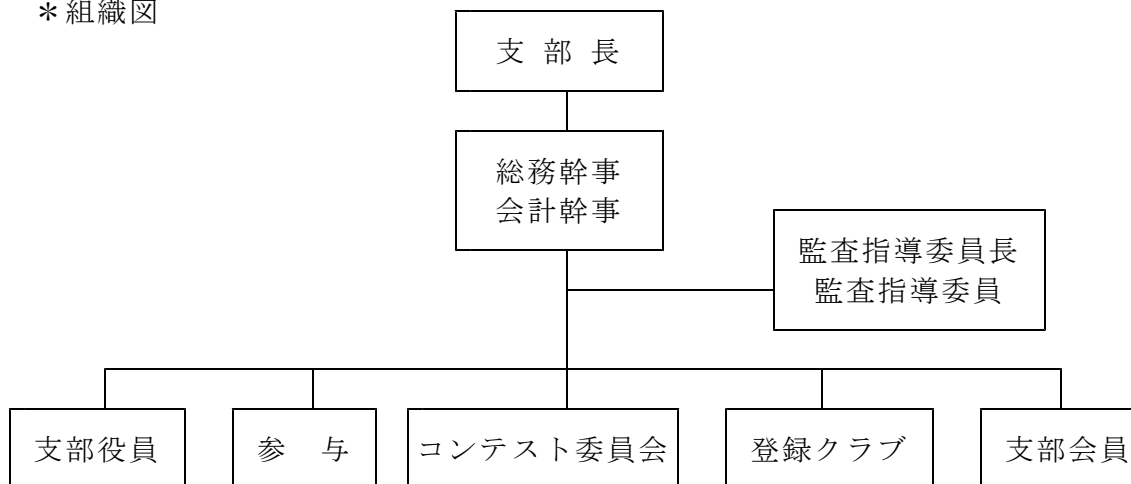 ＊組織図
支 部 長
総務幹事
会計幹事
監査指導委員長
監査指導委員
支部役員
参　与
コンテスト委員会
登録クラブ
支部会員